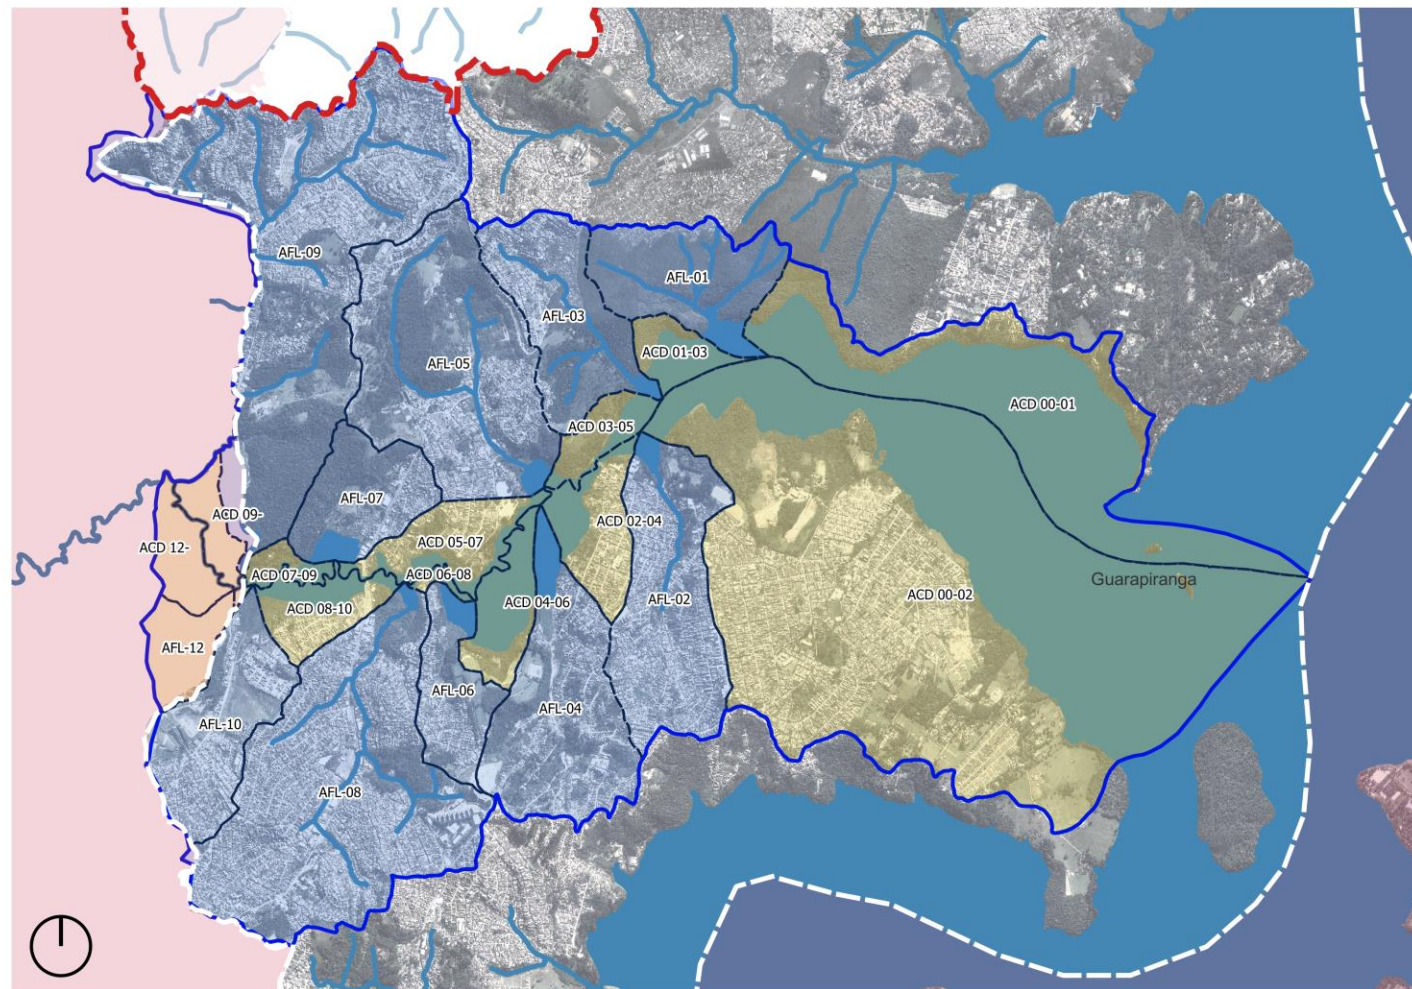 AFL-09
AFL-01
AFL-03
ACD 01-03
AFL-05
ACD 00-01
ACD 03-05
AFL-07
ACD 09-
ACD 02-04
ACD 05-07
ACD 12-
ACD 07-09
ACD 06-08
Guarapiranga
ACD 08-10
ACD 04-06
AFL-02
ACD 00-02
AFL-12
AFL-06
AFL-04
AFL-10
AFL-08